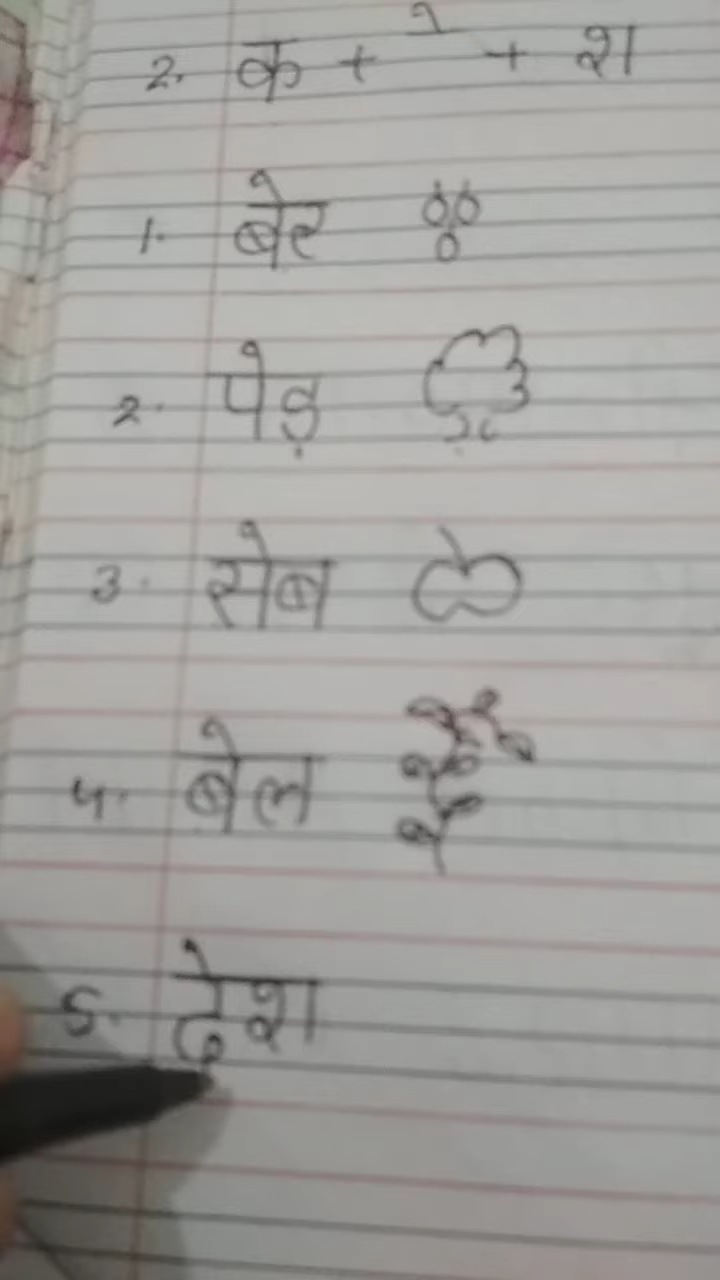 2. क + े + श
1. बेर
2. पेड़
3. सेब
4. बेल
5. देश